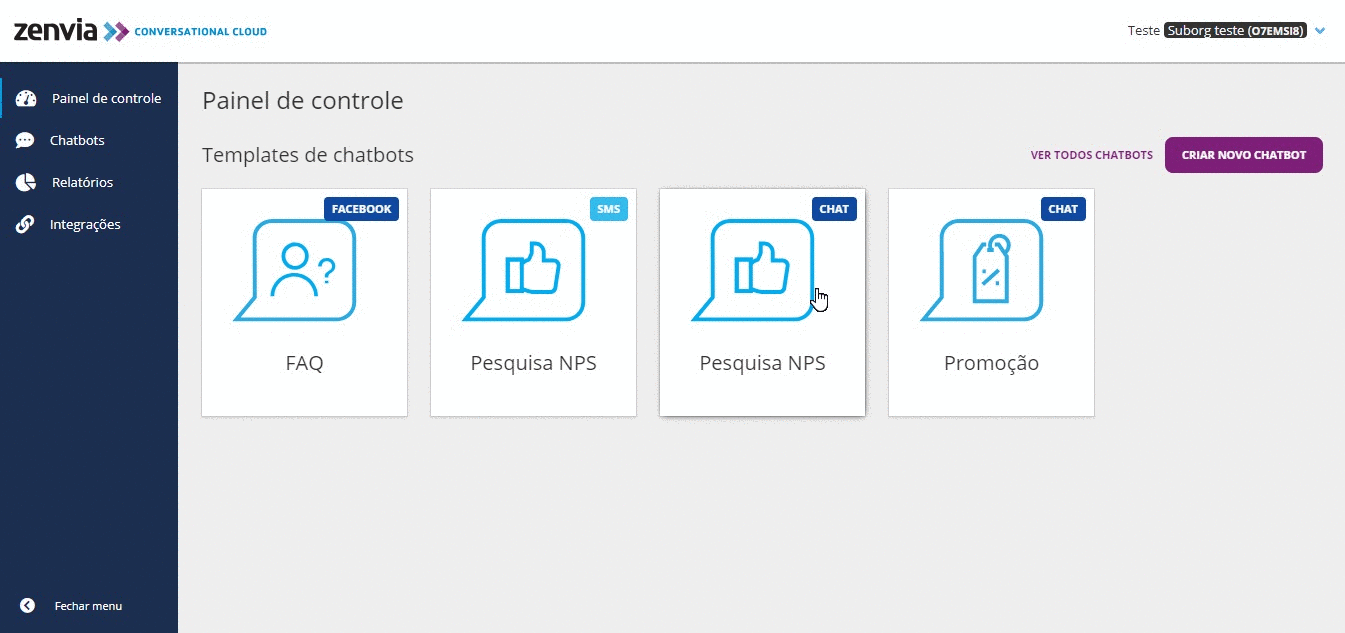 zenvia CONVERSATIONAL CLOUD
Teste Suborg teste (O7EMSI8)
Painel de controle
Chatbots
Relatórios
Integrações
Fechar menu
Painel de controle
Templates de chatbots
VER TODOS CHATBOTS
CRIAR NOVO CHATBOT
FACEBOOK
?
FAQ
SMS
Pesquisa NPS
CHAT
Pesquisa NPS
CHAT
%
Promoção